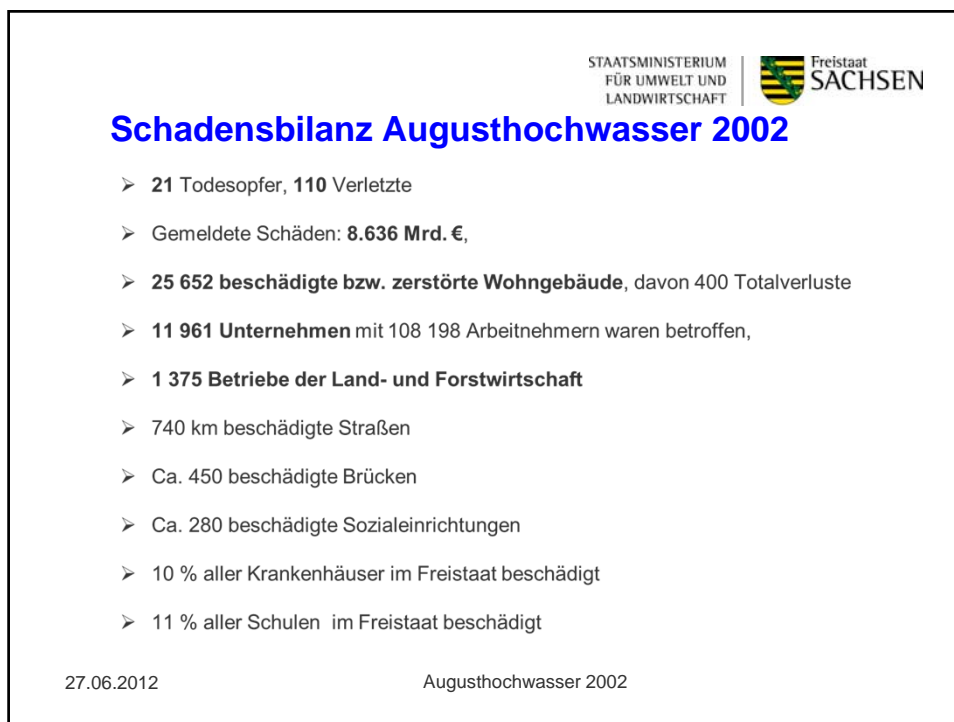 STAATSMINISTERIUM
FÜR UMWELT UND
LANDWIRTSCHAFT
Freistaat
SACHSEN
Schadensbilanz Augusthochwasser 2002
➢ 21 Todesopfer, 110 Verletzte
➢ Gemeldete Schäden: 8.636 Mrd. €,
➢ 25 652 beschädigte bzw. zerstörte Wohngebäude, davon 400 Totalverluste
➢ 11 961 Unternehmen mit 108 198 Arbeitnehmern waren betroffen,
➢ 1 375 Betriebe der Land- und Forstwirtschaft
➢ 740 km beschädigte Straßen
➢ Ca. 450 beschädigte Brücken
➢ Ca. 280 beschädigte Sozialeinrichtungen
➢ 10 % aller Krankenhäuser im Freistaat beschädigt
➢ 11 % aller Schulen im Freistaat beschädigt
27.06.2012 Augusthochwasser 2002